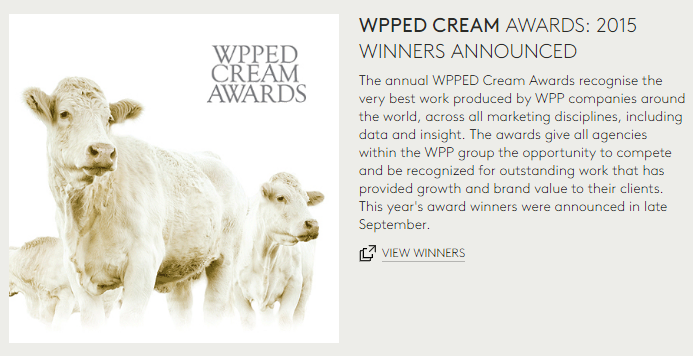 WPPED
CREAM
AWARDS
WPPED CREAM AWARDS: 2015
WINNERS ANNOUNCED
The annual WPPED Cream Awards recognise the
very best work produced by WPP companies around
the world, across all marketing disciplines, including
data and insight. The awards give all agencies
within the WPP group the opportunity to compete
and be recognized for outstanding work that has
provided growth and brand value to their clients.
This year's award winners were announced in late
September.
VIEW WINNERS